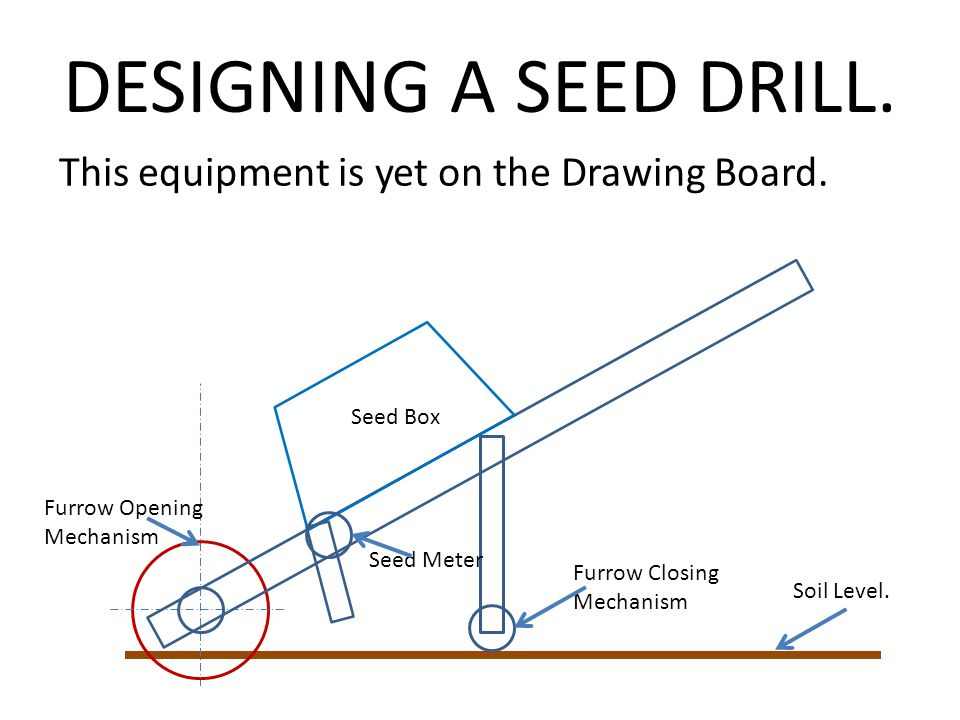 DESIGNING A SEED DRILL.
This equipment is yet on the Drawing Board.
Seed Box
Furrow Opening
Mechanism
Seed Meter
Furrow Closing
Mechanism
Soil Level.